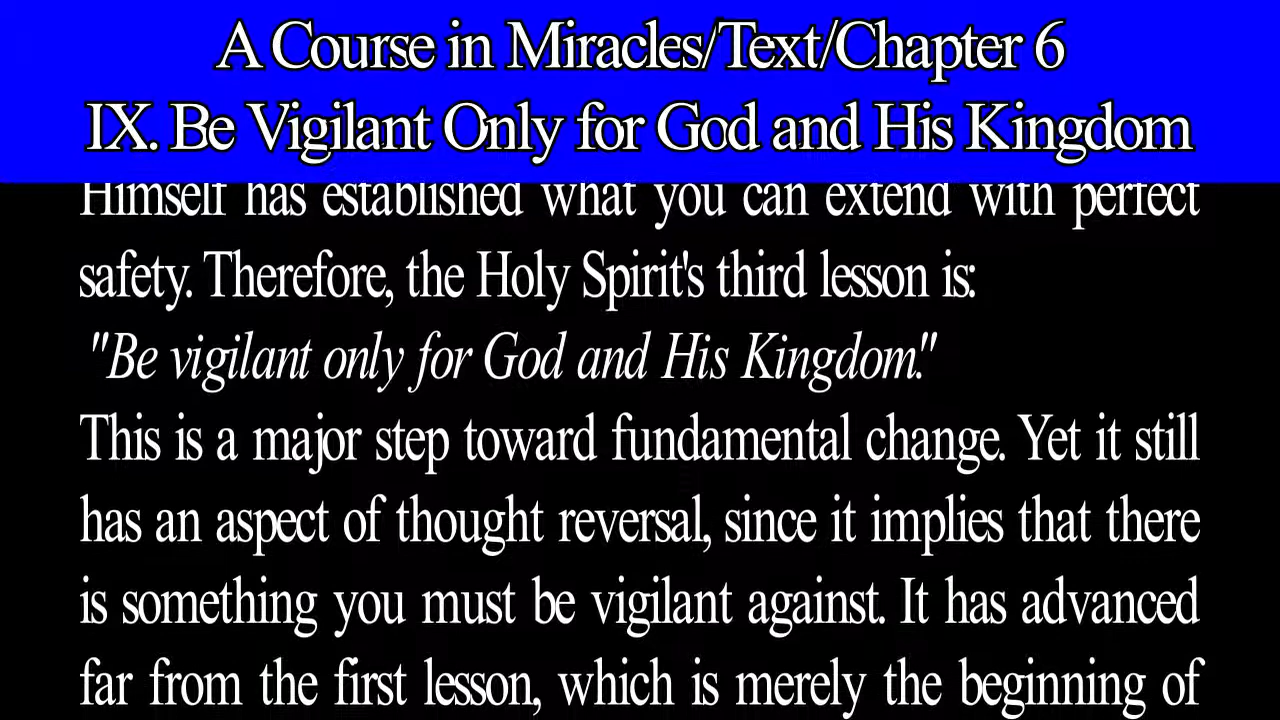 A Course in Miracles/Text/Chapter 6
IX. Be Vigilant Only for God and His Kingdom
Himself has established what you can extend with perfect
safety. Therefore, the Holy Spirit's third lesson is:
"Be vigilant only for God and His Kingdom."
This is a major step toward fundamental change. Yet it still
has an aspect of thought reversal, since it implies that there
is something you must be vigilant against. It has advanced
far from the first lesson, which is merely the beginning of